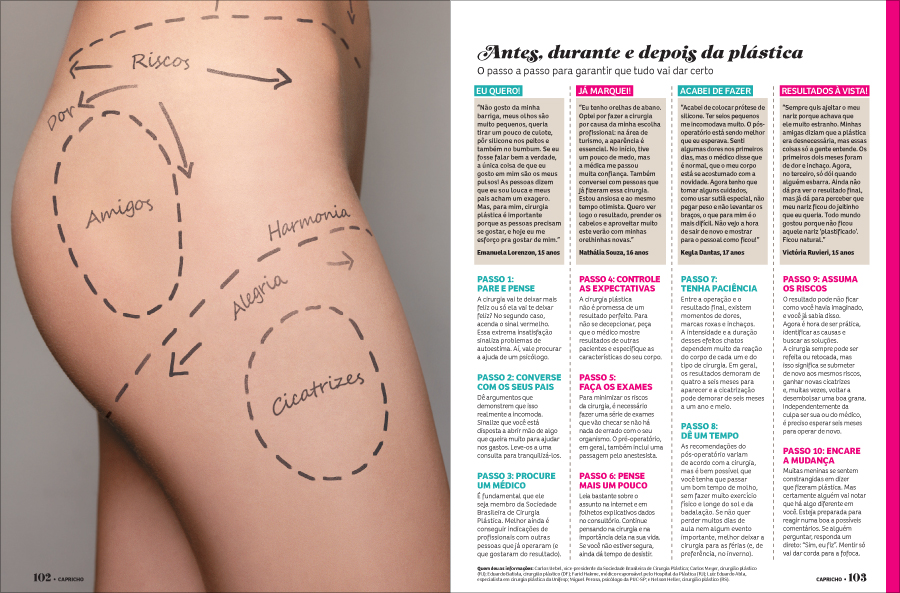 Riscos
Dor
Amigos
Harmonia
Alegria
Cicatrizes
102 • CAPRICHO
Antes, durante e depois da plástica
O passo a passo para garantir que tudo vai dar certo
EU QUERO!
"Não gosto da minha
barriga, meus olhos são
muito pequenos, queria
tirar um pouco de culote,
pôr silicone nos peitos e
também no bumbum. Se eu
fosse falar bem a verdade,
a única coisa de que eu
gosto em mim são os meus
pulsos! As pessoas dizem
que eu sou louca e meus
pais acham um exagero.
Mas, para mim, cirurgia
plástica é importante
porque as pessoas precisam
se gostar, e hoje eu me
esforço pra gostar de mim."
Emanuela Lorenzon, 15 anos
PASSO 1:
PARE E PENSE
A cirurgia vai te deixar mais
feliz ou só ela vai te deixar
feliz? No segundo caso,
acenda o sinal vermelho.
Essa extrema insatisfação
sinaliza problemas de
autoestima. Aí, vale procurar
a ajuda de um psicólogo.
PASSO 2: CONVERSE
COM OS SEUS PAIS
Dê argumentos que
demonstrem que isso
realmente a incomoda.
Sinalize que você está
disposta a abrir mão de algo
que queira muito para ajudar
nos gastos. Leve-os a uma
consulta para tranquilizá-los.
PASSO 3: PROCURE
UM MÉDICO
É fundamental que ele
seja membro da Sociedade
Brasileira de Cirurgia
Plástica. Melhor ainda é
conseguir indicações de
profissionais com outras
pessoas que já operaram (e
que gostaram do resultado).
JÁ MARQUEI!
"Eu tenho orelhas de abano.
Optei por fazer a cirurgia
por causa da minha escolha
profissional: na área de
turismo, a aparência é
essencial. No início, tive
um pouco de medo, mas
a médica me passou
muita confiança. Também
conversei com pessoas que
já fizeram essa cirurgia.
Estou ansiosa e ao mesmo
tempo otimista. Quero ver
logo o resultado, prender os
cabelos e aproveitar muito
este verão com minhas
orelhinhas novas."
Nathália Souza, 16 anos
PASSO 4: CONTROLE
AS EXPECTATIVAS
A cirurgia plástica
não é promessa de um
resultado perfeito. Para
não se decepcionar, peça
que o médico mostre
resultados de outras
pacientes e especifique as
características do seu corpo.
PASSO 5:
FAÇA OS EXAMES
Para minimizar os riscos
da cirurgia, é necessário
fazer uma série de exames
que vão checar se não há
nada de errado com o seu
organismo. O pré-operatório,
em geral, também inclui uma
passagem pelo anestesista.
PASSO 6: PENSE
MAIS UM POUCO
Leia bastante sobre o
assunto na internet e em
folhetos explicativos dados
no consultório. Continue
pensando na cirurgia e na
importância dela na sua vida.
Se você não estiver segura,
ainda dá tempo de desistir.
ACABEI DE FAZER
"Acabei de colocar prótese de
silicone. Ter seios pequenos
me incomodava muito. O pós-
operatório está sendo melhor
que eu esperava. Senti
algumas dores nos primeiros
dias, mas o médico disse que
é normal, que o meu corpo
está se acostumado com a
novidade. Agora tenho que
tomar alguns cuidados,
como usar sutiã especial, não
pegar peso e não levantar os
braços, o que para mim é o
mais difícil. Não vejo a hora
de sair de novo e mostrar
para o pessoal como ficou!"
Keyla Dantas, 17 anos
PASSO 7:
TENHA PACIÊNCIA
Entre a operação e o
resultado final, existem
momentos de dores,
marcas roxas e inchaços.
A intensidade e a duração
desses efeitos chatos
dependem muito da reação
do corpo de cada um e do
tipo de cirurgia. Em geral,
os resultados demoram de
quatro a seis meses para
aparecer e a cicatrização
pode demorar de seis meses
a um ano e meio.
PASSO 8:
DÊ UM TEMPO
As recomendações do
pós-operatório variam
de acordo com a cirurgia,
mas é bem possível que
você tenha que passar
um bom tempo de molho,
sem fazer muito exercício
físico e longe do sol e da
badalação. Se não quer
perder muitos dias de
aula nem algum evento
importante, melhor deixar a
cirurgia para as férias (e, de
preferência, no inverno).
RESULTADOS À VISTA!
"Sempre quis ajeitar o meu
nariz porque achava que
ele muito estranho. Minhas
amigas diziam que a plástica
era desnecessária, mas essas
coisas só a gente entende. Os
primeiros dois meses foram
de dor e inchaço. Agora,
no terceiro, só dói quando
alguém esbarra. Ainda não
dá pra ver o resultado final,
mas já dá para perceber que
meu nariz ficou do jeitinho
que eu queria. Todo mundo
gostou porque não ficou
aquele nariz 'plastificado'.
Ficou natural."
Victória Ruvieri, 15 anos
PASSO 9: ASSUMA
OS RISCOS
O resultado pode não ficar
como você havia imaginado,
e você já sabia disso.
Agora é hora de ser prática,
identificar as causas e
buscar as soluções.
A cirurgia sempre pode ser
refeita ou retocada, mas
isso significa se submeter
de novo aos mesmos riscos,
ganhar novas cicatrizes
e, muitas vezes, voltar a
desembolsar uma boa grana.
Independentemente da
culpa ser sua ou do médico,
é preciso esperar seis meses
para operar de novo.
PASSO 10: ENCARE
A MUDANÇA
Muitas meninas se sentem
constrangidas em dizer
que fizeram plástica. Mas
certamente alguém vai notar
que há algo diferente em
você. Esteja preparada para
reagir numa boa a possíveis
comentários. Se alguém
perguntar, responda um
direto: "Sim, eu fiz". Mentir só
vai dar corda para a fofoca.
Quem deu as informações:
CAPRICHO • 103